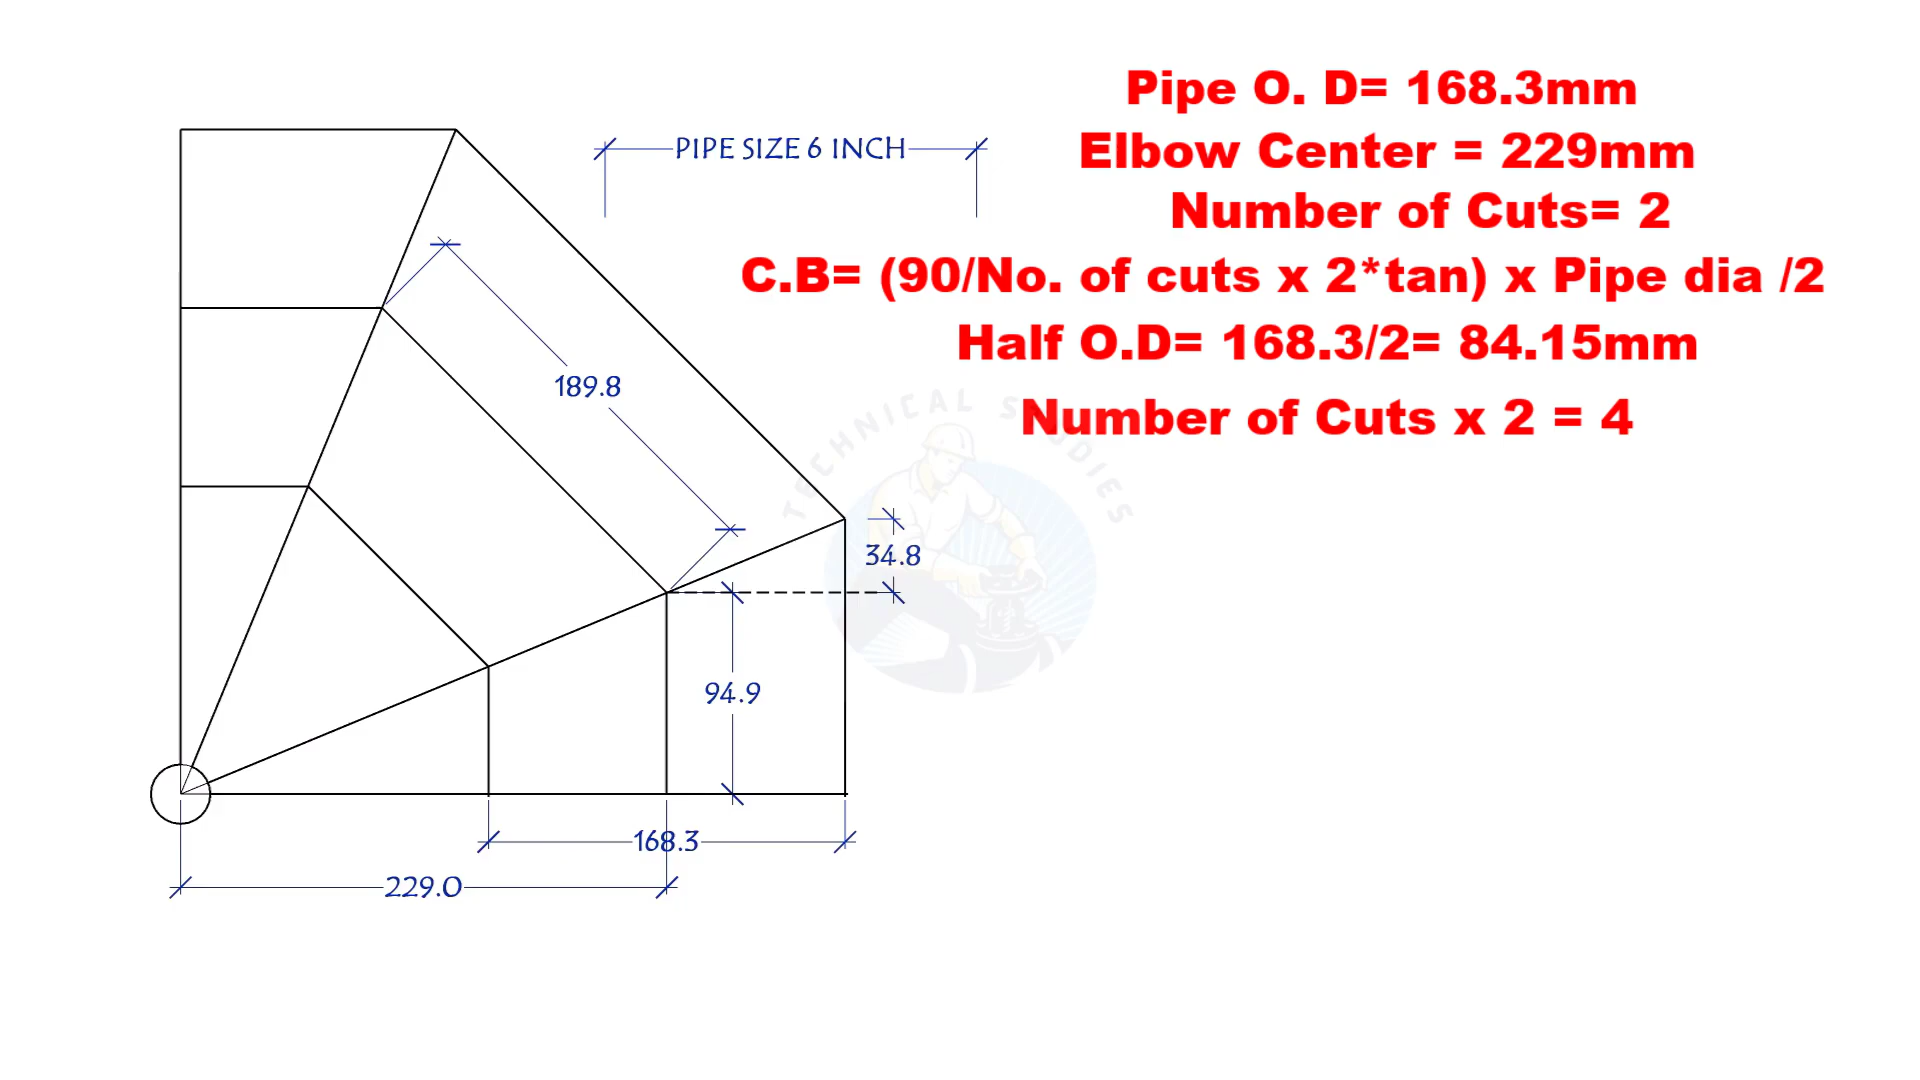 Pipe O. D= 168.3mm
PIPE SIZE 6 INCH
Elbow Center = 229mm
Number of Cuts= 2
C.B= (90/No. of cuts x 2*tan) x Pipe dia /2
Half O.D= 168.3/2= 84.15mm
189.8
TECHNICAL STUDIES
Number of Cuts x 2 = 4
34.8
94.9
168.3
229.0